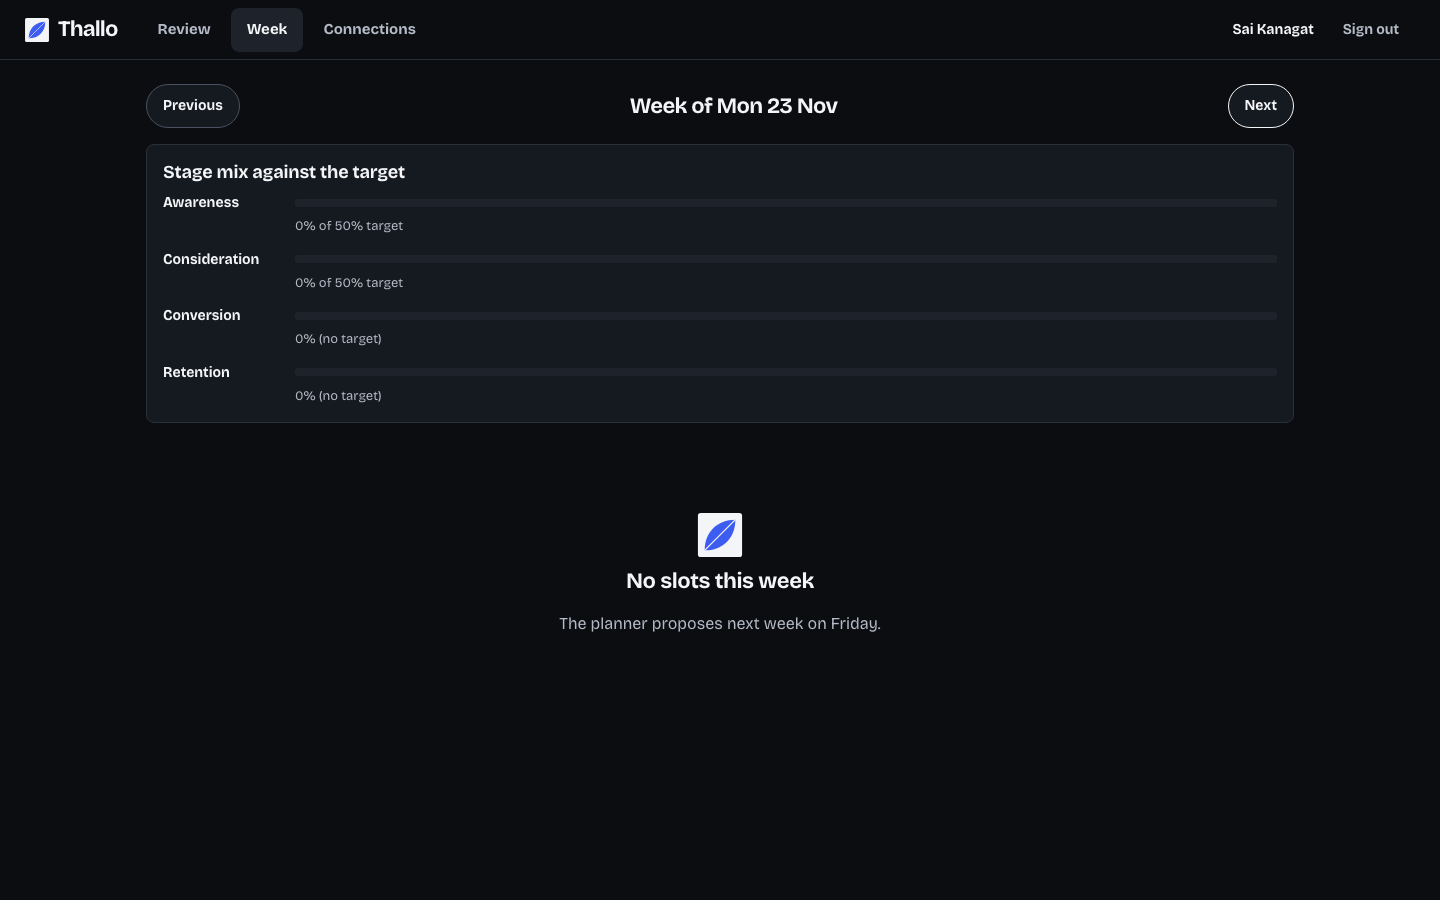 Thallo
Review
Week
Connections
Sai Kanagat
Sign out
Previous
Week of Mon 23 Nov
Next
Stage mix against the target
Awareness
0% of 50% target
Consideration
0% of 50% target
Conversion
0% (no target)
Retention
0% (no target)
No slots this week
The planner proposes next week on Friday.